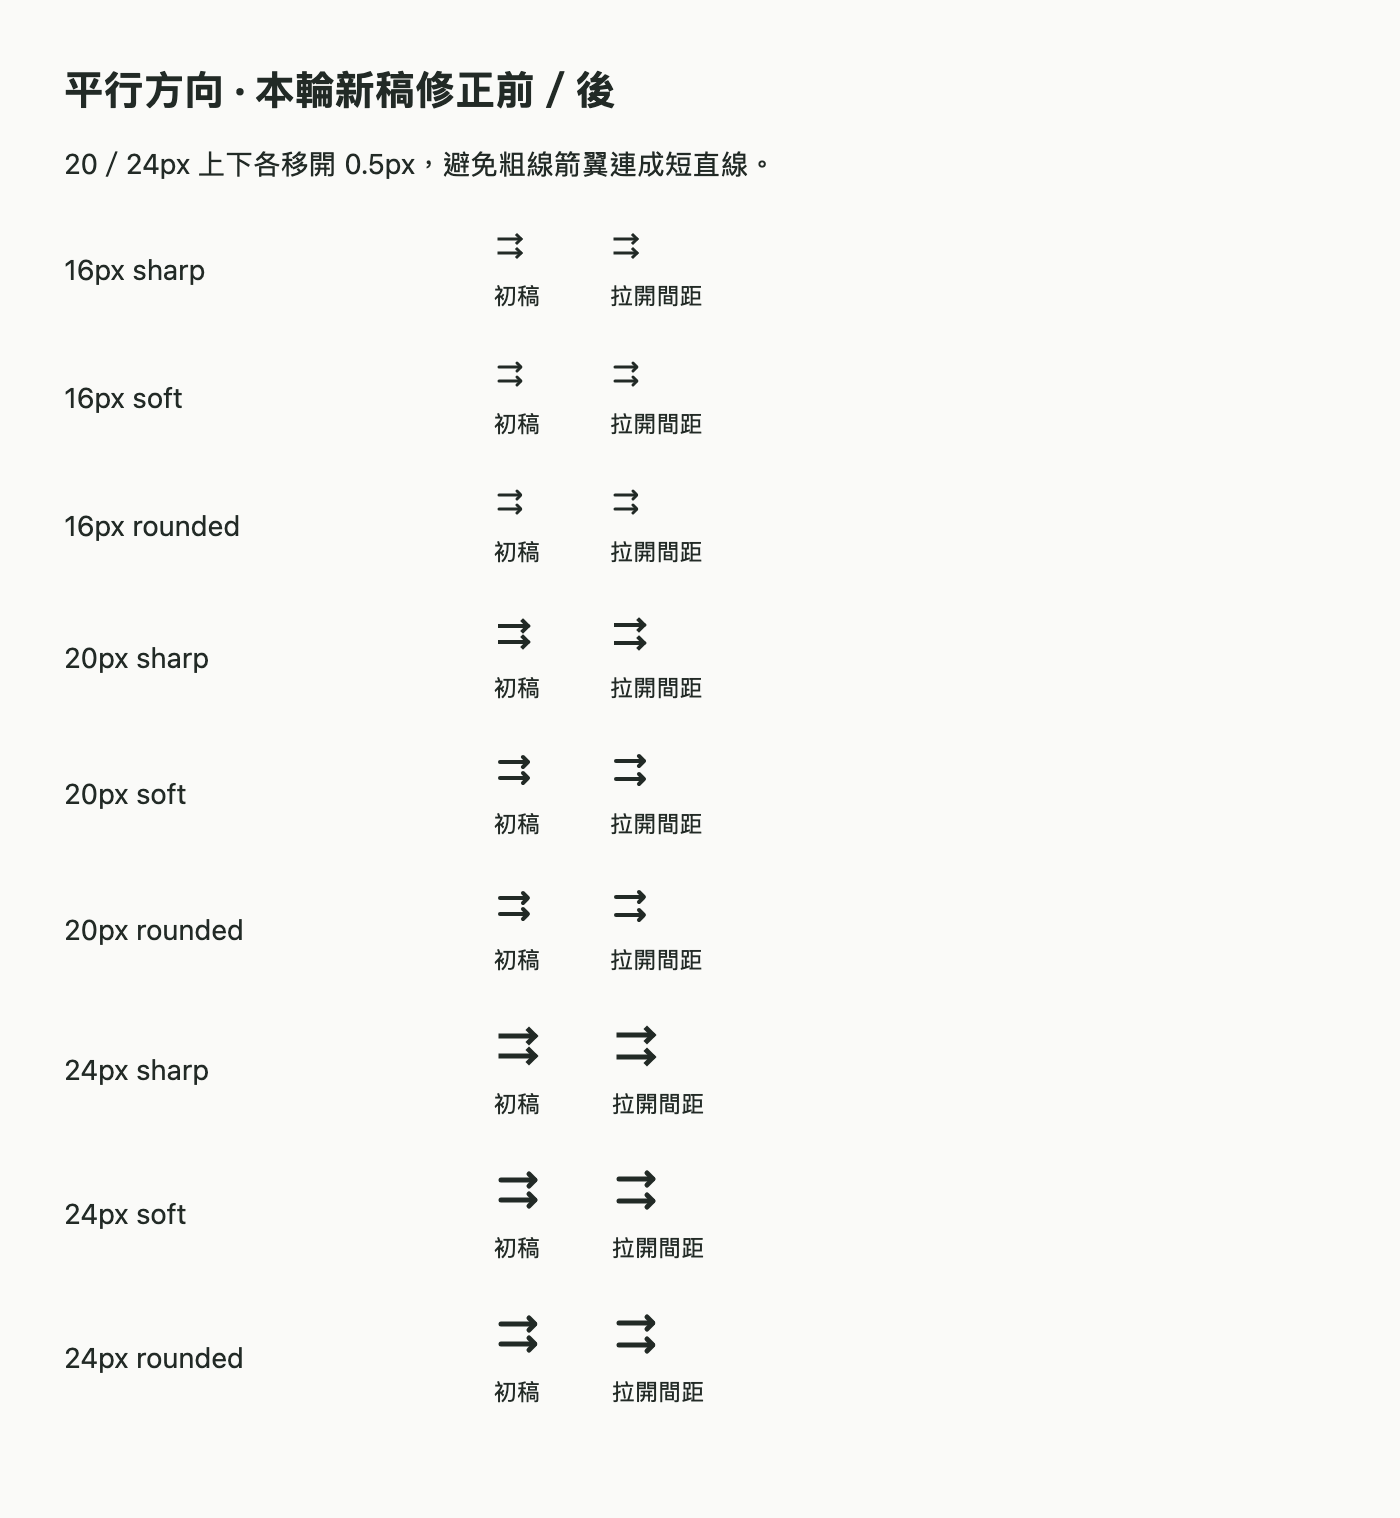 平行方向 · 本輪新稿修正前 / 後
20 / 24px 上下各移開 0.5px，避免粗線箭翼連成短直線。
16px sharp
初稿 拉開間距
16px soft
初稿 拉開間距
16px rounded
初稿 拉開間距
20px sharp
初稿 拉開間距
20px soft
初稿 拉開間距
20px rounded
初稿 拉開間距
24px sharp
初稿 拉開間距
24px soft
初稿 拉開間距
24px rounded
初稿 拉開間距